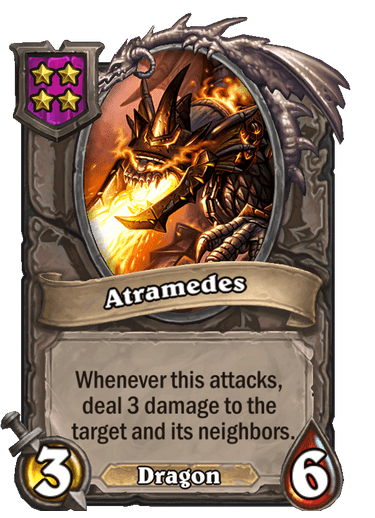 Atramedes
Whenever this attacks,
deal 3 damage to the
target and its neighbors.
3
Dragon
6